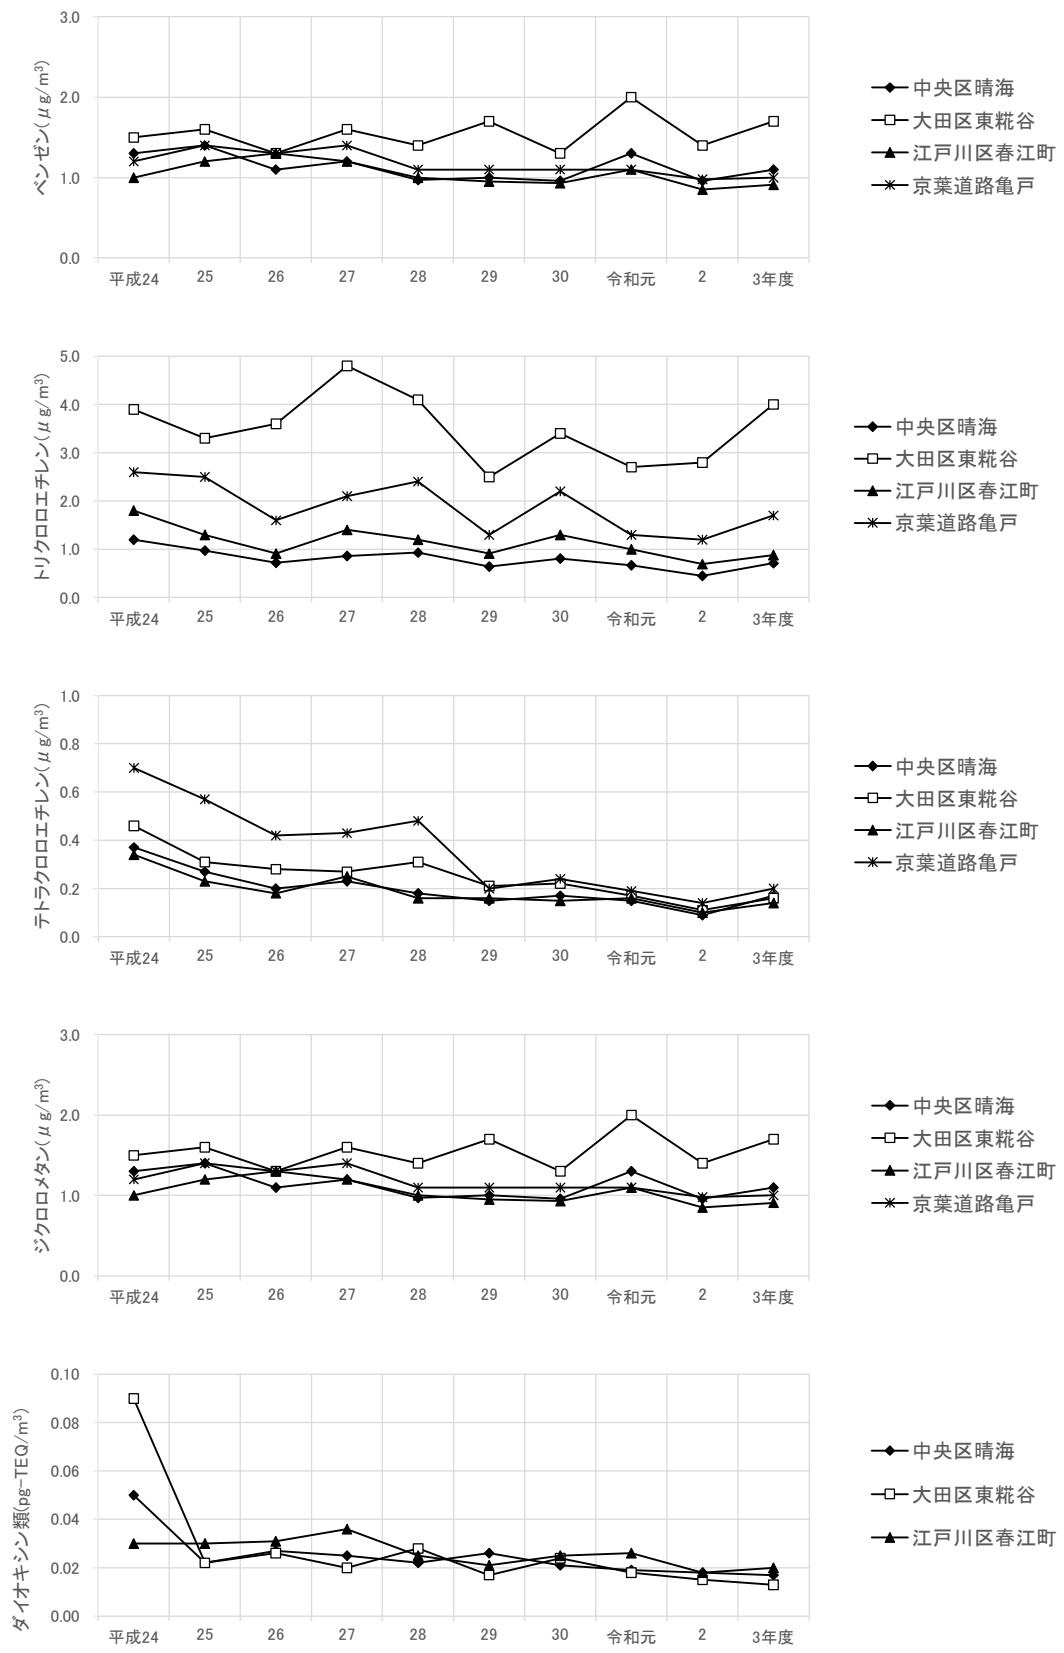 ベンゼン(μg/m³)
3.0
2.0
1.0
0.0
平成24 25 26 27 28 29 30 令和元 2 3年度
中央区晴海
大田区東糀谷
江戸川区春江町
京葉道路亀戸
トリクロロエチレン(μg/m³)
5.0
4.0
3.0
2.0
1.0
0.0
平成24 25 26 27 28 29 30 令和元 2 3年度
中央区晴海
大田区東糀谷
江戸川区春江町
京葉道路亀戸
テトラクロロエチレン(μg/m³)
1.0
0.8
0.6
0.4
0.2
0.0
平成24 25 26 27 28 29 30 令和元 2 3年度
中央区晴海
大田区東糀谷
江戸川区春江町
京葉道路亀戸
ジクロロメタン(μg/m³)
3.0
2.0
1.0
0.0
平成24 25 26 27 28 29 30 令和元 2 3年度
中央区晴海
大田区東糀谷
江戸川区春江町
京葉道路亀戸
ダイオキシン類(pg-TEQ/m³)
0.10
0.08
0.06
0.04
0.02
0.00
平成24 25 26 27 28 29 30 令和元 2 3年度
中央区晴海
大田区東糀谷
江戸川区春江町